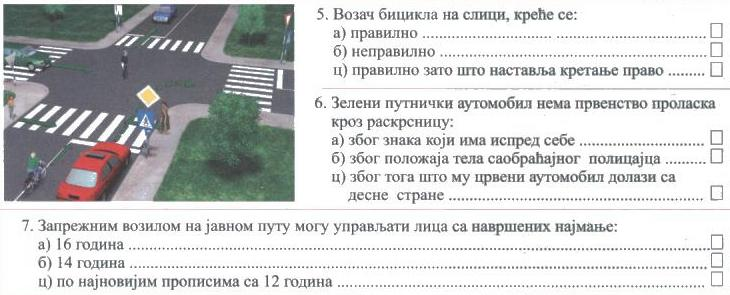 5. Возач бицикла на слици, креће се:
а) правилно
б) неправилно
ц) правилно зато што наставља кретање право
6. Зелени путнички аутомобил нема првенство проласка
кроз раскрсницу:
а) због знака који има испред себе
б) због положаја тела саобраћајног полицајца
ц) због тога што му црвени аутомобил долази са
десне стране
7. Запрежним возилом на јавном путу могу управљати лица са навршених најмање:
а) 16 година
б) 14 година
ц) по најновијим прописима са 12 година